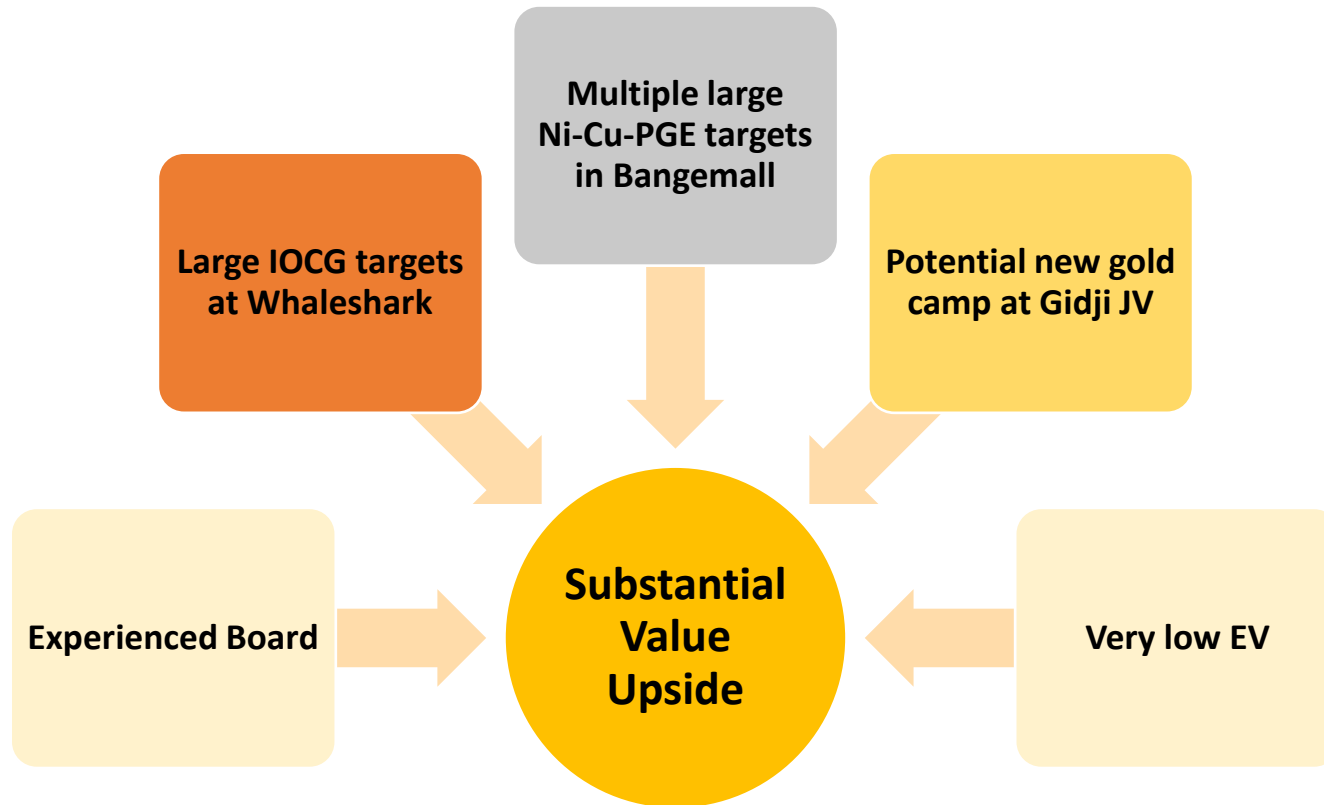 Multiple large
Ni-Cu-PGE targets
in Bangemall
Large IOCG targets
at Whaleshark
Potential new gold
camp at Gidji JV
Experienced Board
Substantial
Value
Upside
Very low EV